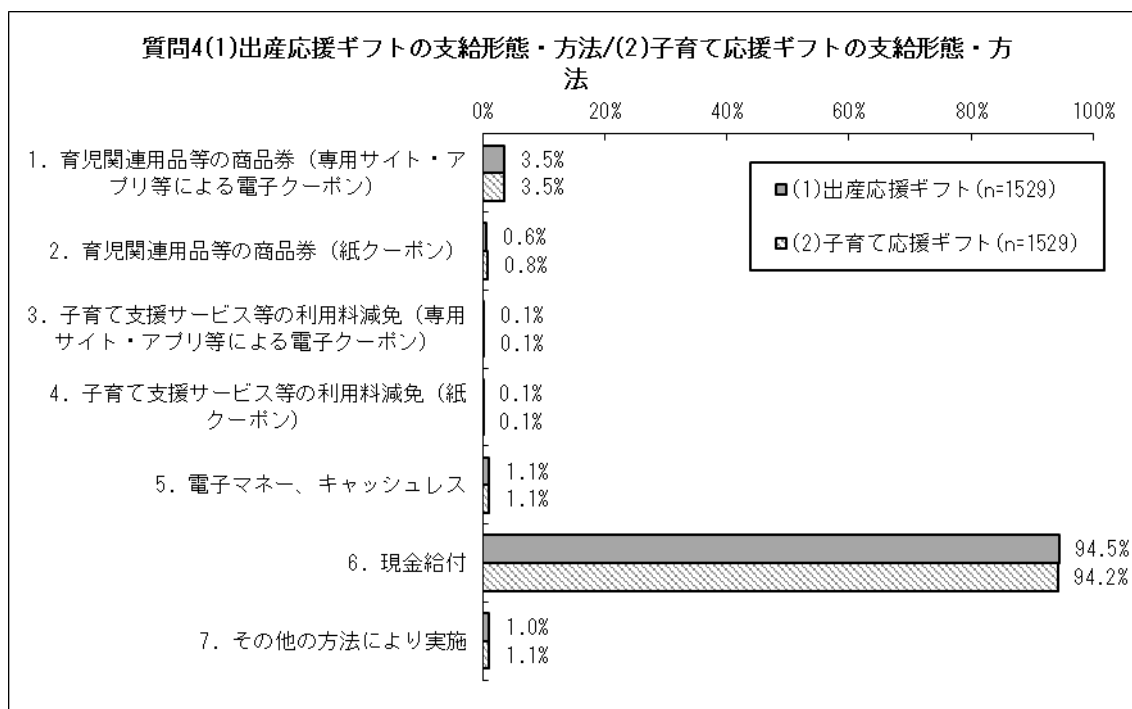 質問4(1)出産応援ギフトの支給形態・方法/(2)子育て応援ギフトの支給形態・方
法
0%
20%
40%
60%
80%
100%
1. 育児関連用品等の商品券（専用サイト・ア
プリ等による電子クーポン）
3.5%
3.5%
(1)出産応援ギフト(n=1529)
(2)子育て応援ギフト(n=1529)
2. 育児関連用品等の商品券（紙クーポン）
0.6%
0.8%
3. 子育て支援サービス等の利用料減免（専用
サイト・アプリ等による電子クーポン）
0.1%
0.1%
4. 子育て支援サービス等の利用料減免（紙
クーポン）
0.1%
0.1%
5. 電子マネー、キャッシュレス
1.1%
1.1%
6. 現金給付
94.5%
94.2%
7. その他の方法により実施
1.0%
1.1%